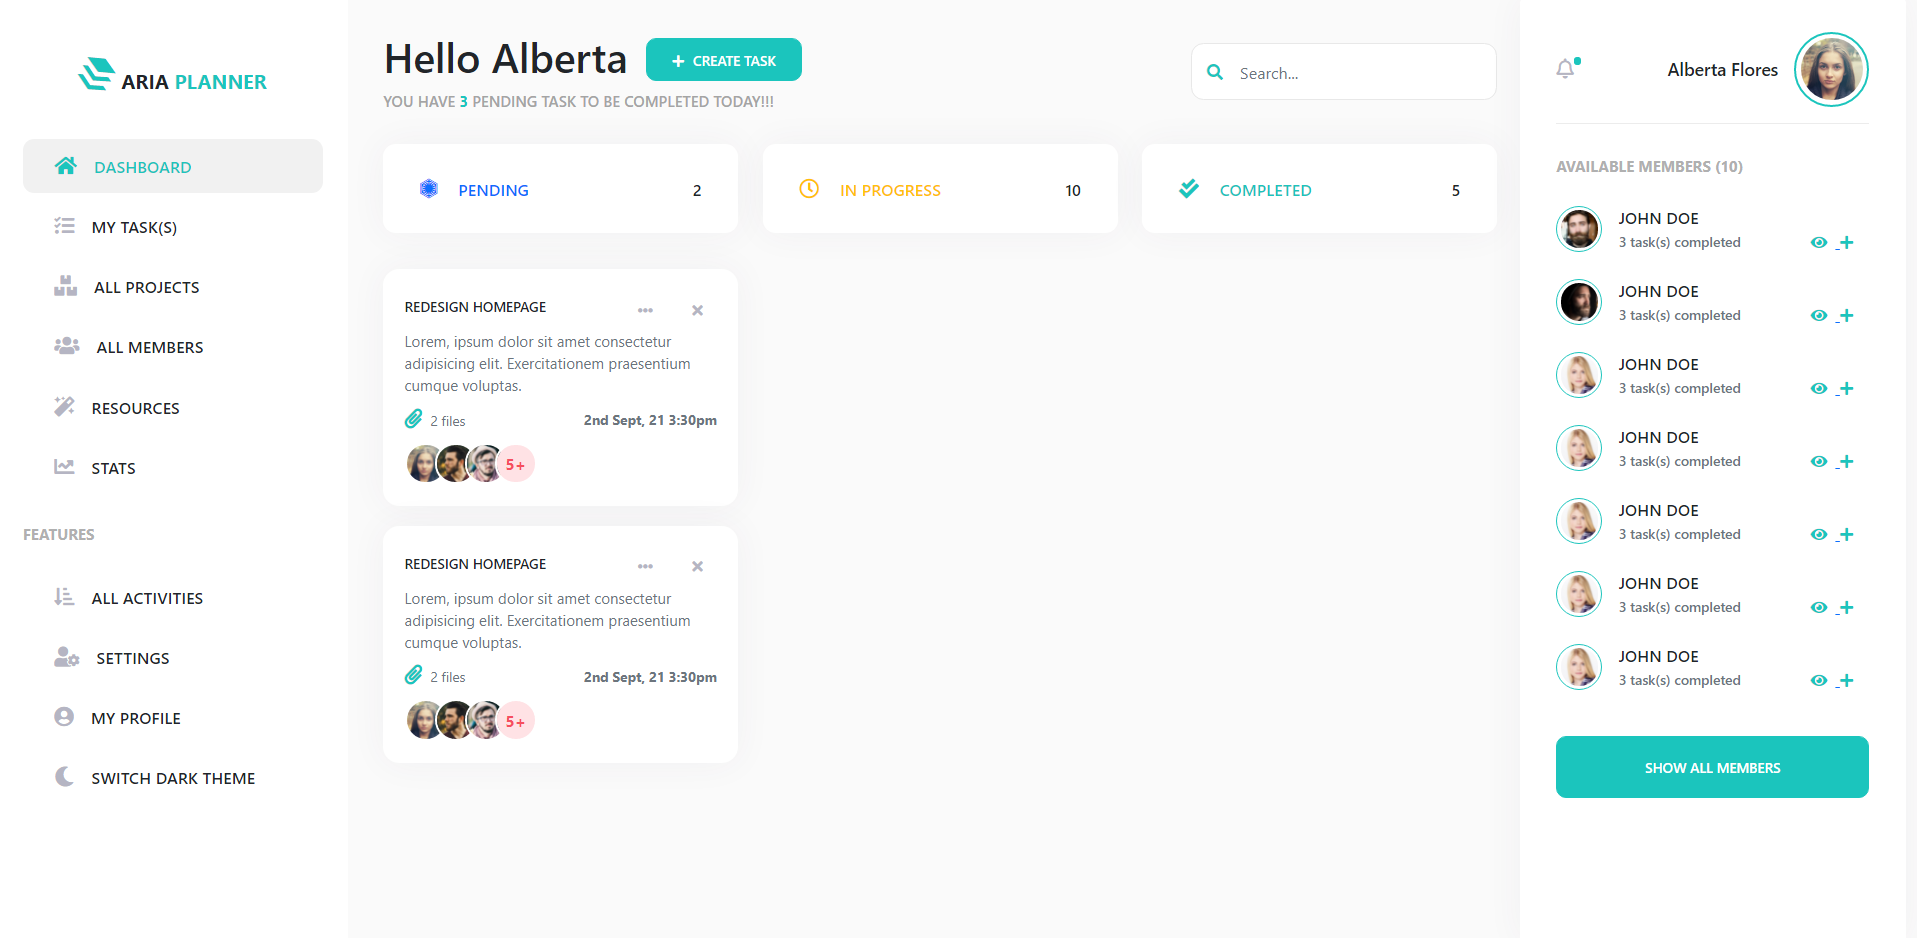 ARIA PLANNER
DASHBOARD
MY TASK(S)
ALL PROJECTS
ALL MEMBERS
RESOURCES
STATS
FEATURES
ALL ACTIVITIES
SETTINGS
MY PROFILE
SWITCH DARK THEME
Hello Alberta
+ CREATE TASK
YOU HAVE 3 PENDING TASK TO BE COMPLETED TODAY!!!
Search...
PENDING 2
IN PROGRESS 10
COMPLETED 5
REDESIGN HOMEPAGE
Lorem, ipsum dolor sit amet consectetur
adipisicing elit. Exercitationem praesentium
cumque voluptas.
2 files 2nd Sept, 21 3:30pm
5+
REDESIGN HOMEPAGE
Lorem, ipsum dolor sit amet consectetur
adipisicing elit. Exercitationem praesentium
cumque voluptas.
2 files 2nd Sept, 21 3:30pm
5+
Alberta Flores
AVAILABLE MEMBERS (10)
JOHN DOE
3 task(s) completed
JOHN DOE
3 task(s) completed
JOHN DOE
3 task(s) completed
JOHN DOE
3 task(s) completed
JOHN DOE
3 task(s) completed
JOHN DOE
3 task(s) completed
JOHN DOE
3 task(s) completed
SHOW ALL MEMBERS